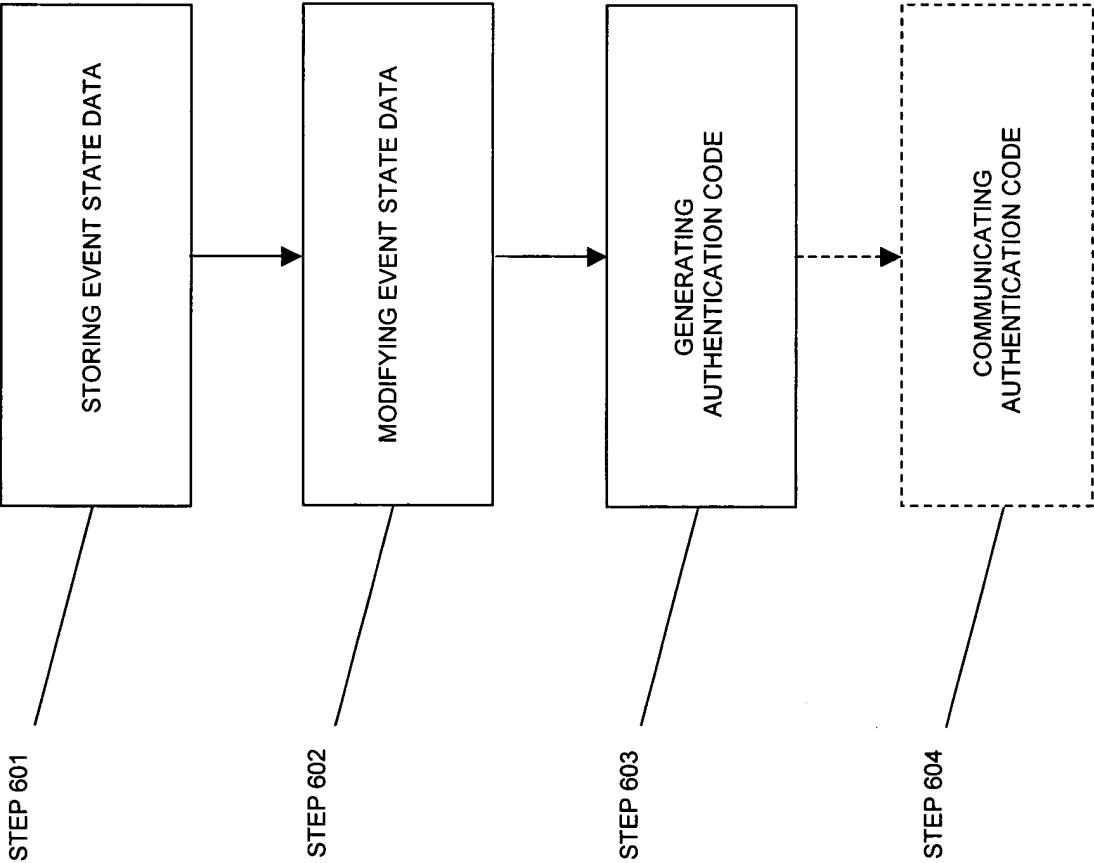 STEP 601
STORING EVENT STATE DATA
STEP 602
MODIFYING EVENT STATE DATA
STEP 603
GENERATING
AUTHENTICATION CODE
STEP 604
COMMUNICATING
AUTHENTICATION CODE